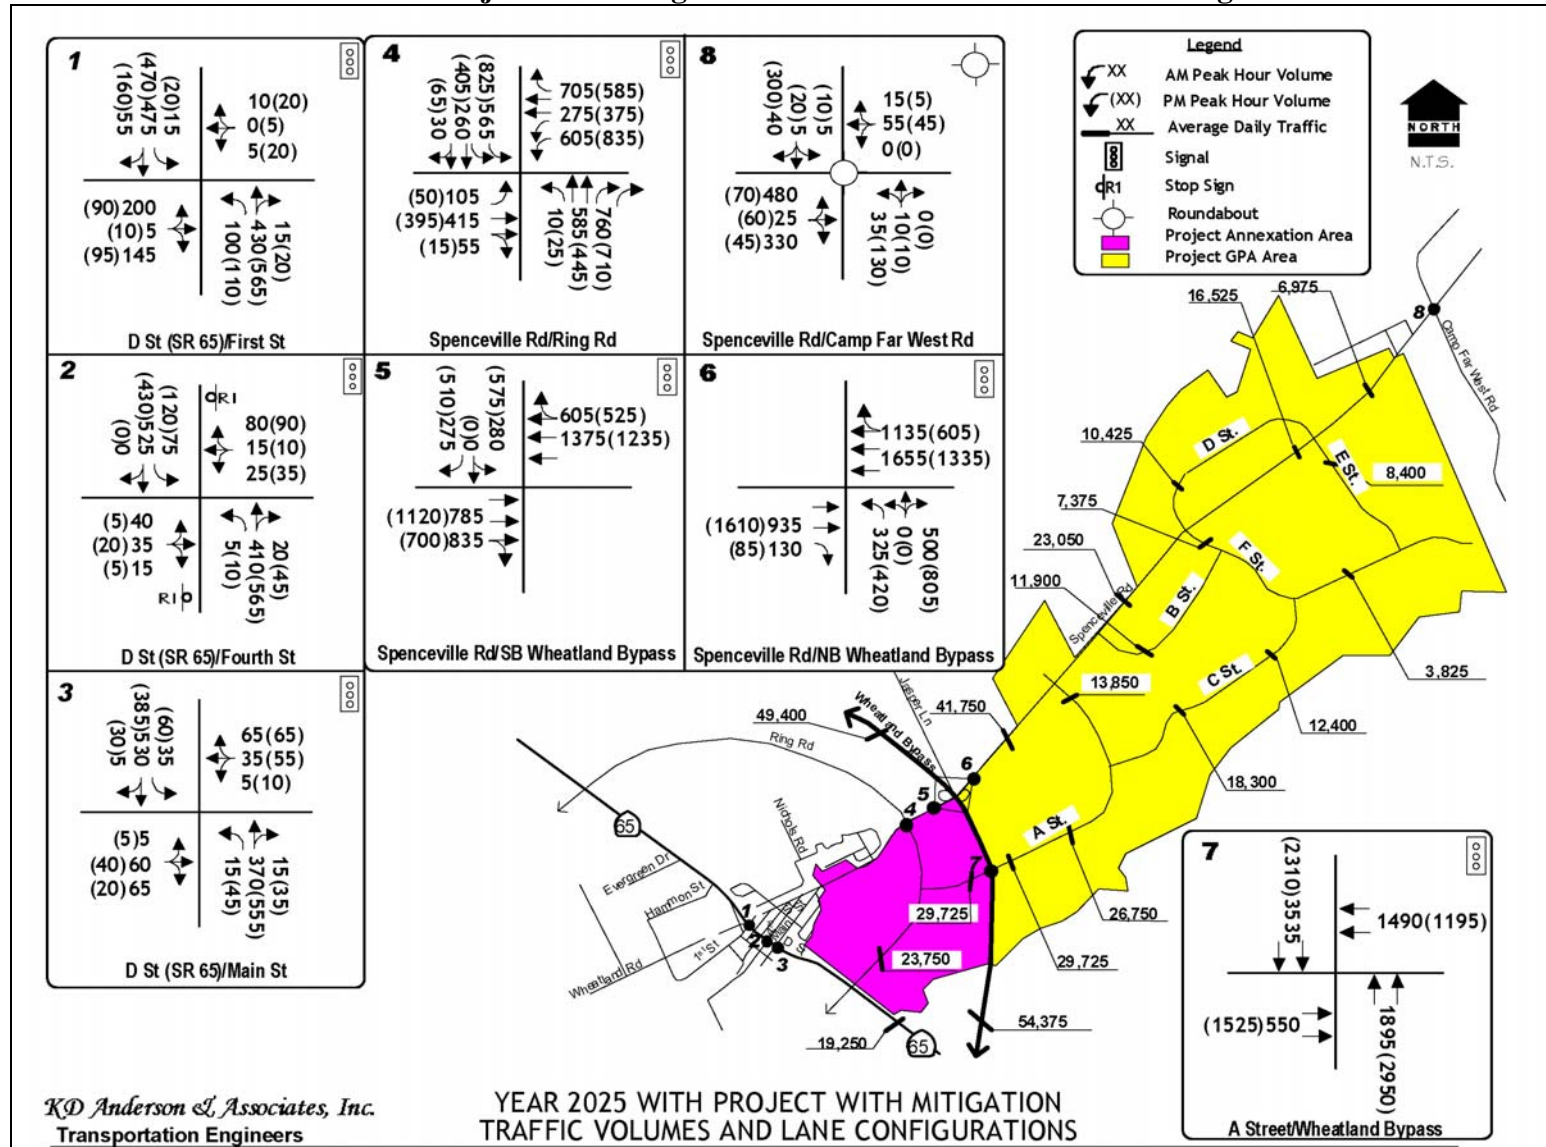 1
(160)55
(470)475
(20)15
10(20)
0(5)
5(20)
(90)200
(10)5
(95)145
100(110)
430(565)
15(20)
D St (SR 65)/First St
4
(65)30
(405)260
(825)565
705(585)
275(375)
605(835)
(50)105
(395)415
(15)55
10(25)
585(445)
760(710)
Spenceville Rd/Ring Rd
8
(300)40
(20)5
(10)5
15(5)
55(45)
0(0)
(70)480
(60)25
(45)330
35(130)
10(10)
0(0)
Spenceville Rd/Camp Far West Rd
2
(0)0
(430)525
(120)75
R1
80(90)
15(10)
25(35)
(5)40
(20)35
(5)15
R1
5(10)
410(565)
20(45)
D St (SR 65)/Fourth St
5
(510)275
(0)0
(575)280
605(525)
1375(1235)
(1120)785
(700)835
Spenceville Rd/SB Wheatland Bypass
6
1135(605)
1655(1335)
(1610)935
(85)130
325(420)
0(0)
500(805)
Spenceville Rd/NB Wheatland Bypass
3
(30)5
(385)530
(60)35
65(65)
35(55)
5(10)
(5)5
(40)60
(20)65
15(45)
370(555)
15(35)
D St (SR 65)/Main St
Legend
XX AM Peak Hour Volume
(XX) PM Peak Hour Volume
XX Average Daily Traffic
Signal
R1 Stop Sign
Roundabout
Project Annexation Area
Project GPA Area
NORTH
N.T.S.
16,525
6,975
8
Camp Far West Rd
10,425
D St.
E St.
8,400
7,375
F St.
23,050
11,900
B St.
Spenceville Rd
3,825
13,850
C St.
12,400
18,300
Jasper Ln
41,750
49,400
Wheatland Bypass
Ring Rd
6
5
4
65
Nichols Rd
A St.
7
Evergreen Dr
Hammon St
26,750
29,725
29,725
1
2
3
Main St
D St
1st St
Wheatland Rd
23,750
19,250
65
54,375
7
(2310)3535
1490(1195)
(1525)550
1895(2950)
A Street/Wheatland Bypass
KD Anderson & Associates, Inc.
Transportation Engineers
YEAR 2025 WITH PROJECT WITH MITIGATION
TRAFFIC VOLUMES AND LANE CONFIGURATIONS